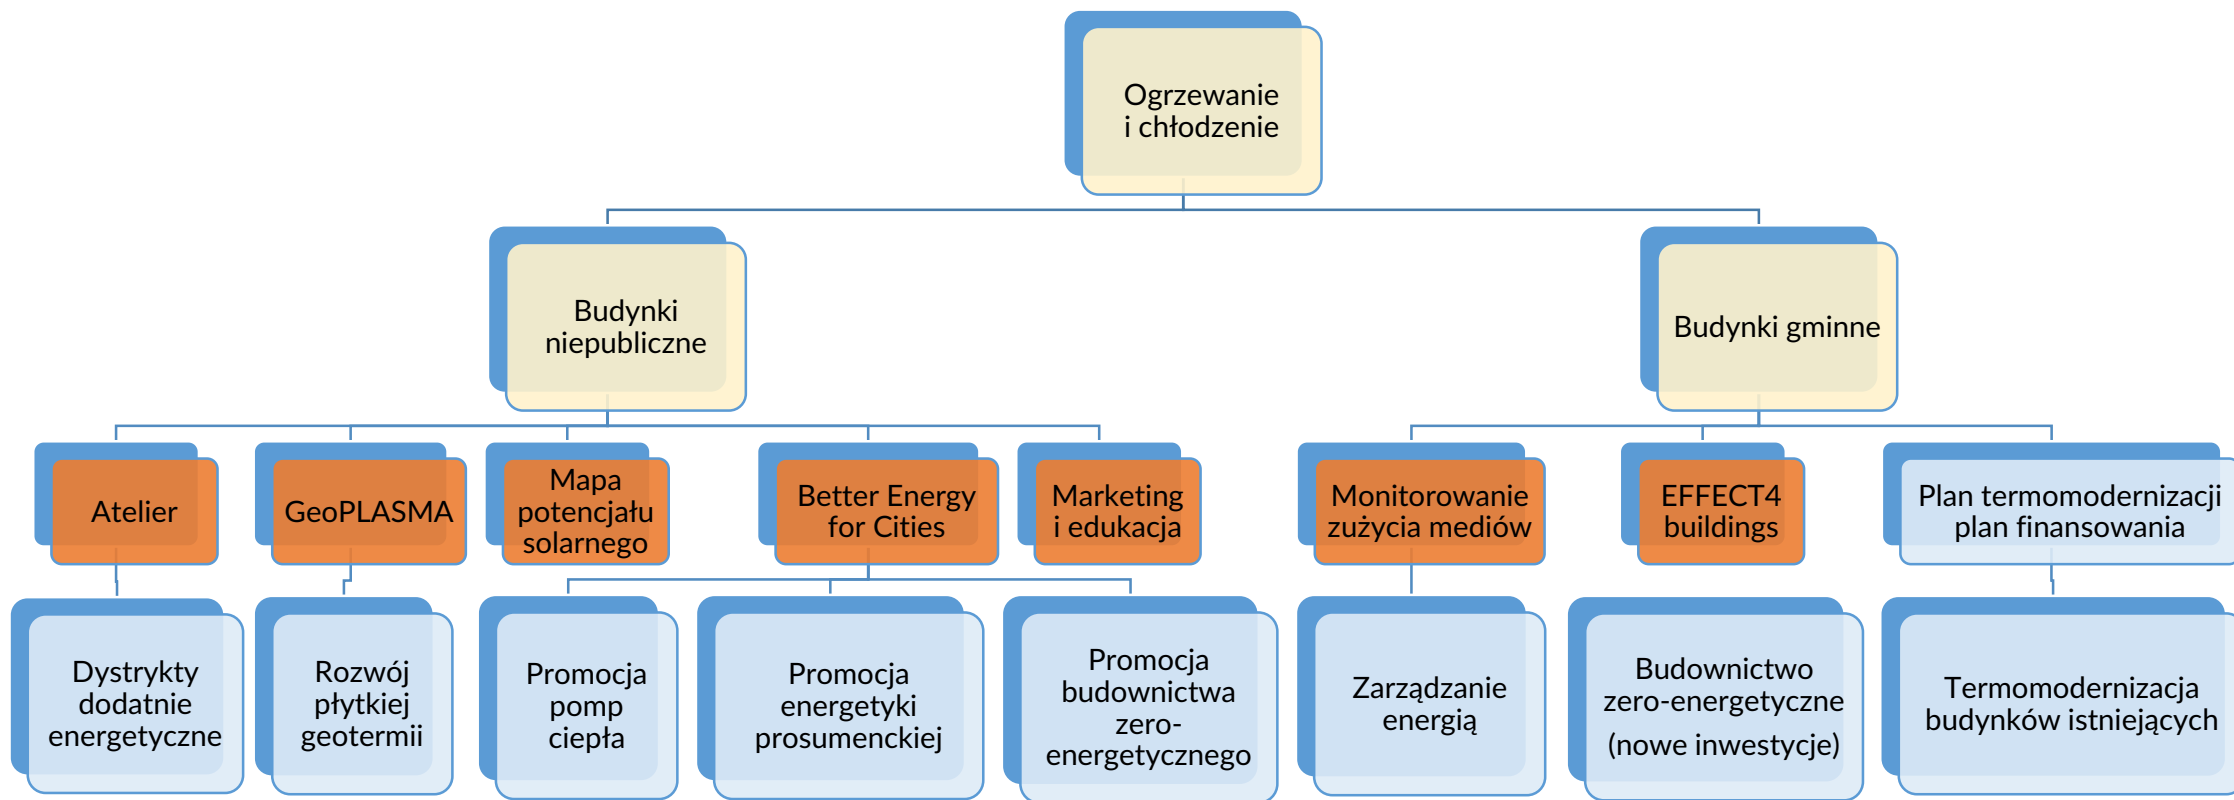 Ogrzewanie
i chłodzenie
Budynki
niepubliczne
Budynki gminne
Atelier
GeoPLASMA
Mapa
potencjału
solarnego
Better Energy
for Cities
Marketing
i edukacja
Monitorowanie
zużycia mediów
EFFECT4
buildings
Plan termomodernizacji
plan finansowania
Dystrykty
dodatnie
energetyczne
Rozwój
płytkiej
geotermii
Promocja
pomp
ciepła
Promocja
energetyki
prosumenckiej
Promocja
budownictwa
zero-
energetycznego
Zarządzanie
energią
Budownictwo
zero-energetyczne
(nowe inwestycje)
Termomodernizacja
budynków istniejących